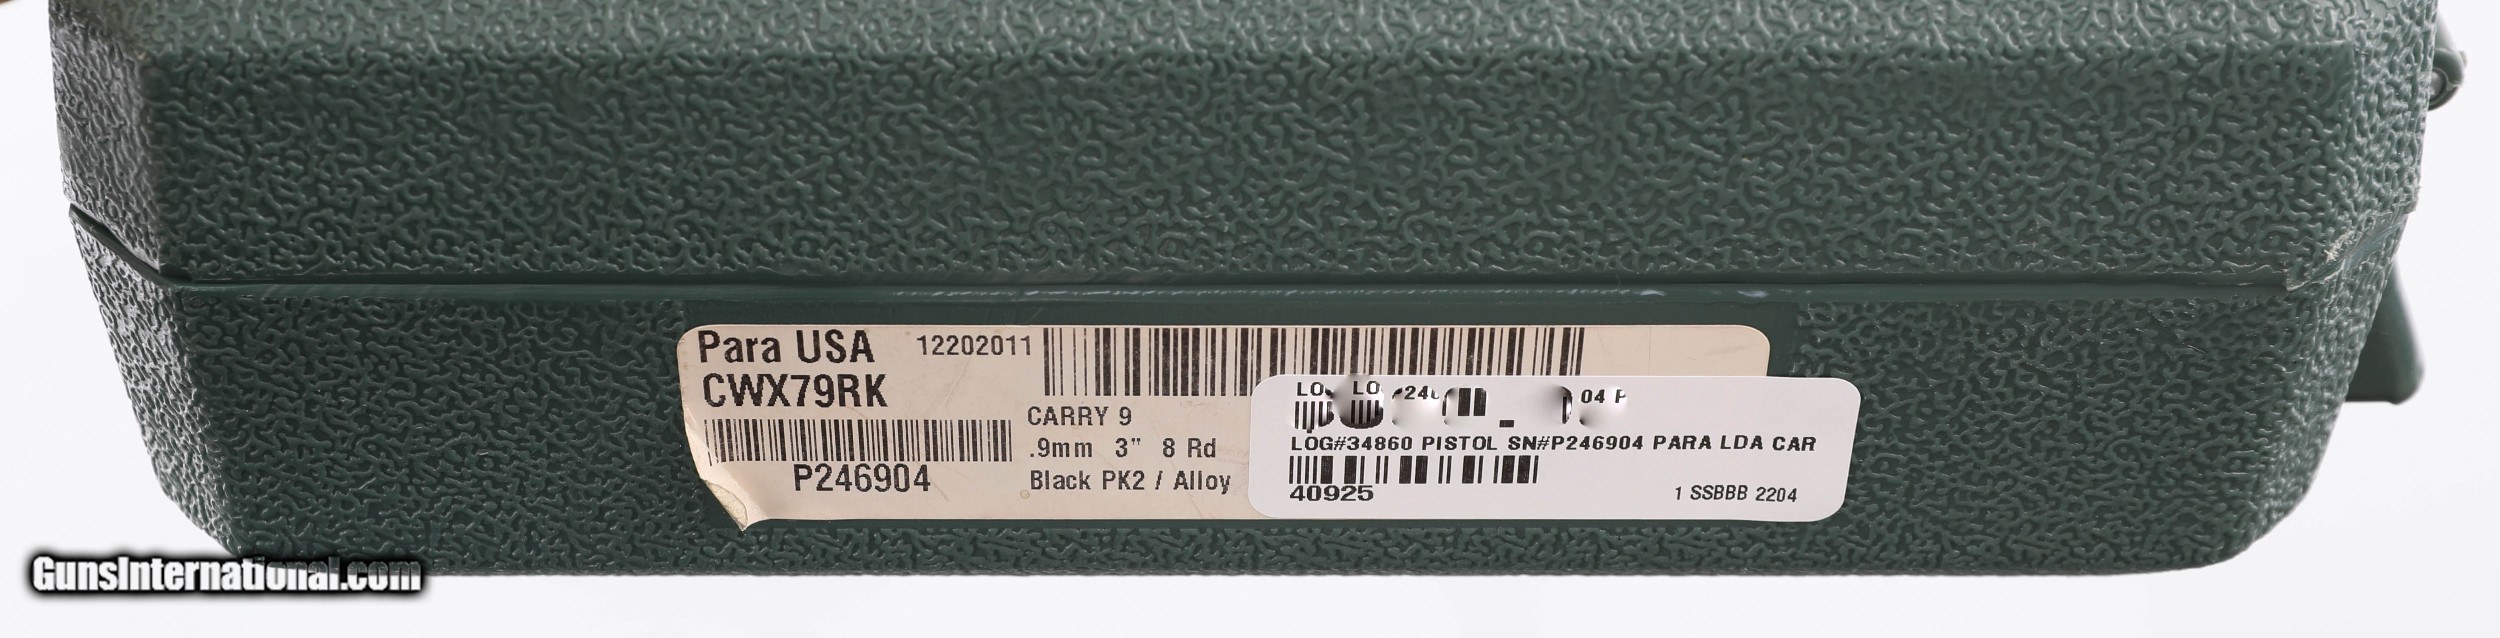 Para USA
12202011
CWX79RK
CARRY 9
.9mm 3" 8 Rd
P246904
Black PK2 / Alloy
04 P
LOG#34860 PISTOL SN#P246904 PARA LDA CAR
40925
1 SSBBB 2204
GunsInternational.com